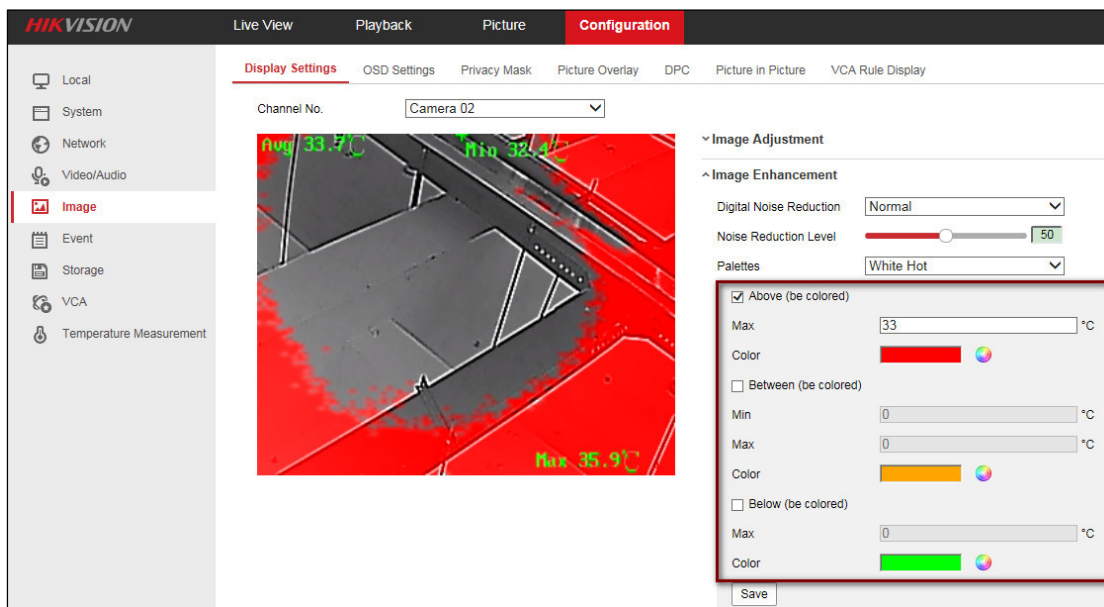 HIKVISION
Live View Playback Picture Configuration
Local
System
Network
Video/Audio
Image
Event
Storage
VCA
Temperature Measurement
Display Settings OSD Settings Privacy Mask Picture Overlay DPC Picture in Picture VCA Rule Display
Channel No. Camera 02
Avg 33.7℃ Min 32.4℃
Max 35.9℃
Image Adjustment
Image Enhancement
Digital Noise Reduction Normal
Noise Reduction Level 50
Palettes White Hot
Above (be colored)
Max 33 °C
Color
Between (be colored)
Min 0 °C
Max 0 °C
Color
Below (be colored)
Max 0 °C
Color
Save